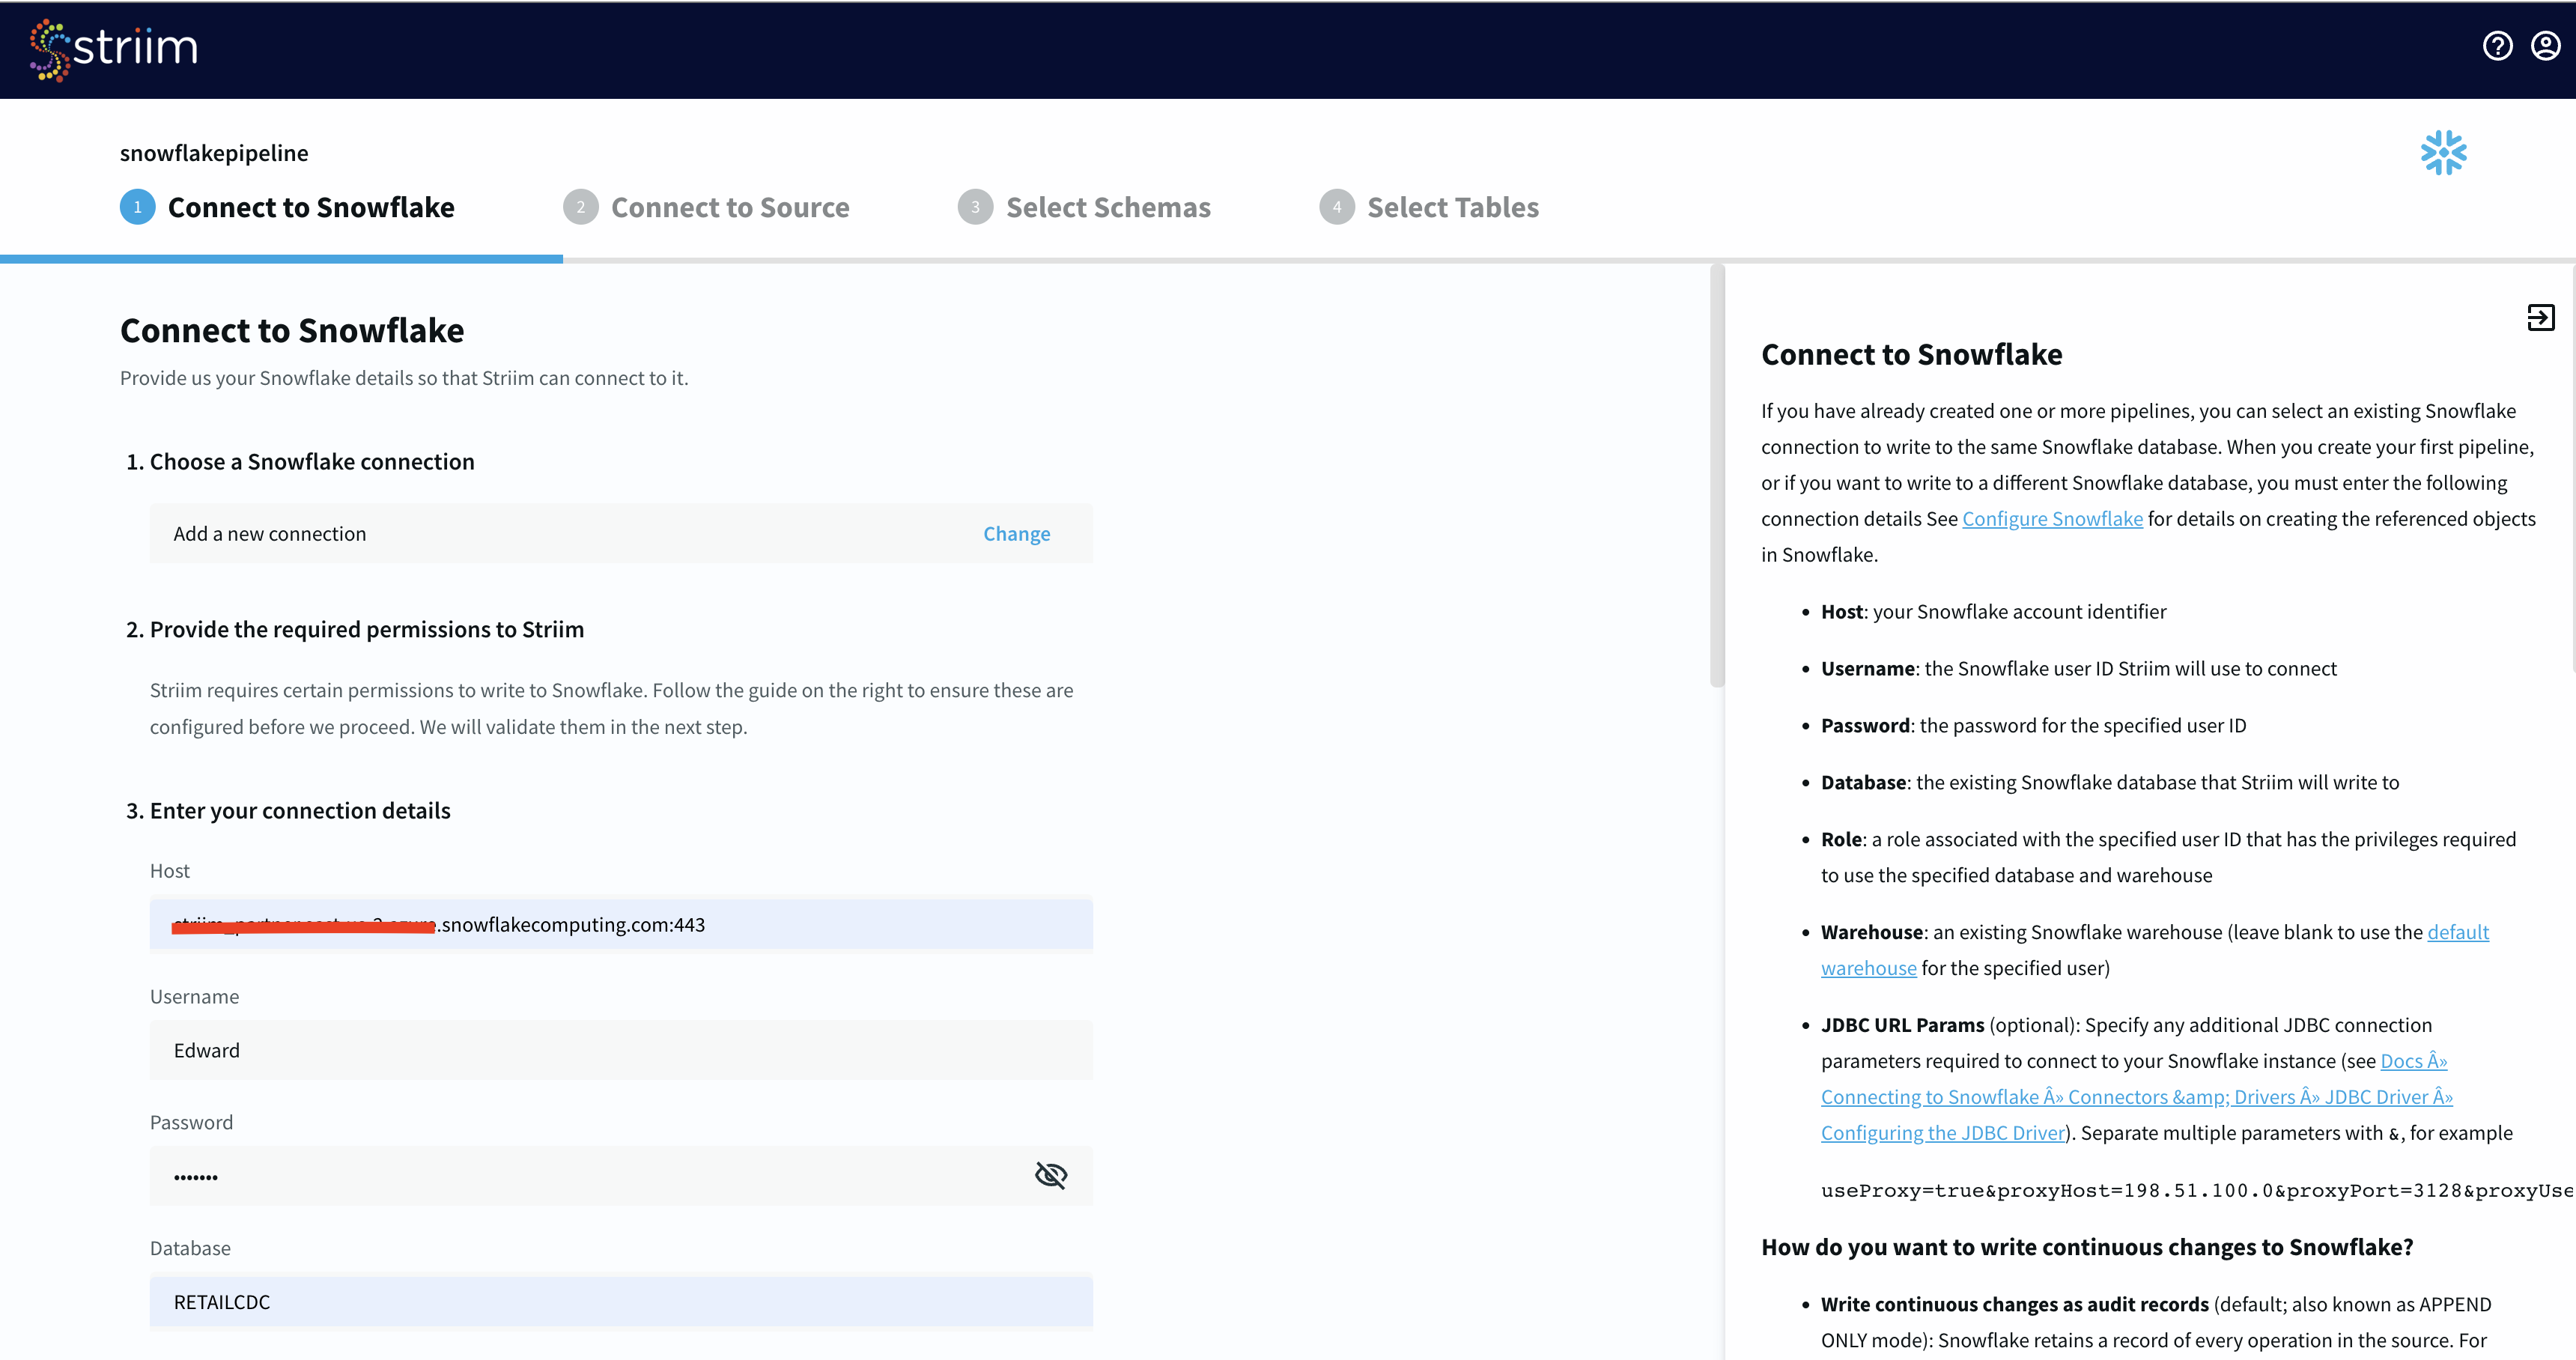 striim
snowflakepipeline
1 Connect to Snowflake
2 Connect to Source
3 Select Schemas
4 Select Tables
Connect to Snowflake
Provide us your Snowflake details so that Striim can connect to it.
1. Choose a Snowflake connection
Add a new connection
Change
2. Provide the required permissions to Striim
Striim requires certain permissions to write to Snowflake. Follow the guide on the right to ensure these are
configured before we proceed. We will validate them in the next step.
3. Enter your connection details
Host
.snowflakecomputing.com:443
Username
Edward
Password
•••••••
Database
RETAILCDC
Connect to Snowflake
If you have already created one or more pipelines, you can select an existing Snowflake
connection to write to the same Snowflake database. When you create your first pipeline,
or if you want to write to a different Snowflake database, you must enter the following
connection details See Configure Snowflake for details on creating the referenced objects
in Snowflake.
• Host: your Snowflake account identifier
• Username: the Snowflake user ID Striim will use to connect
• Password: the password for the specified user ID
• Database: the existing Snowflake database that Striim will write to
• Role: a role associated with the specified user ID that has the privileges required
to use the specified database and warehouse
• Warehouse: an existing Snowflake warehouse (leave blank to use the default
warehouse for the specified user)
• JDBC URL Params (optional): Specify any additional JDBC connection
parameters required to connect to your Snowflake instance (see Docs Â»
Connecting to Snowflake Â» Connectors &amp; Drivers Â» JDBC Driver Â»
Configuring the JDBC Driver). Separate multiple parameters with &, for example
useProxy=true&proxyHost=198.51.100.0&proxyPort=3128&proxyUse
How do you want to write continuous changes to Snowflake?
• Write continuous changes as audit records (default; also known as APPEND
ONLY mode): Snowflake retains a record of every operation in the source. For